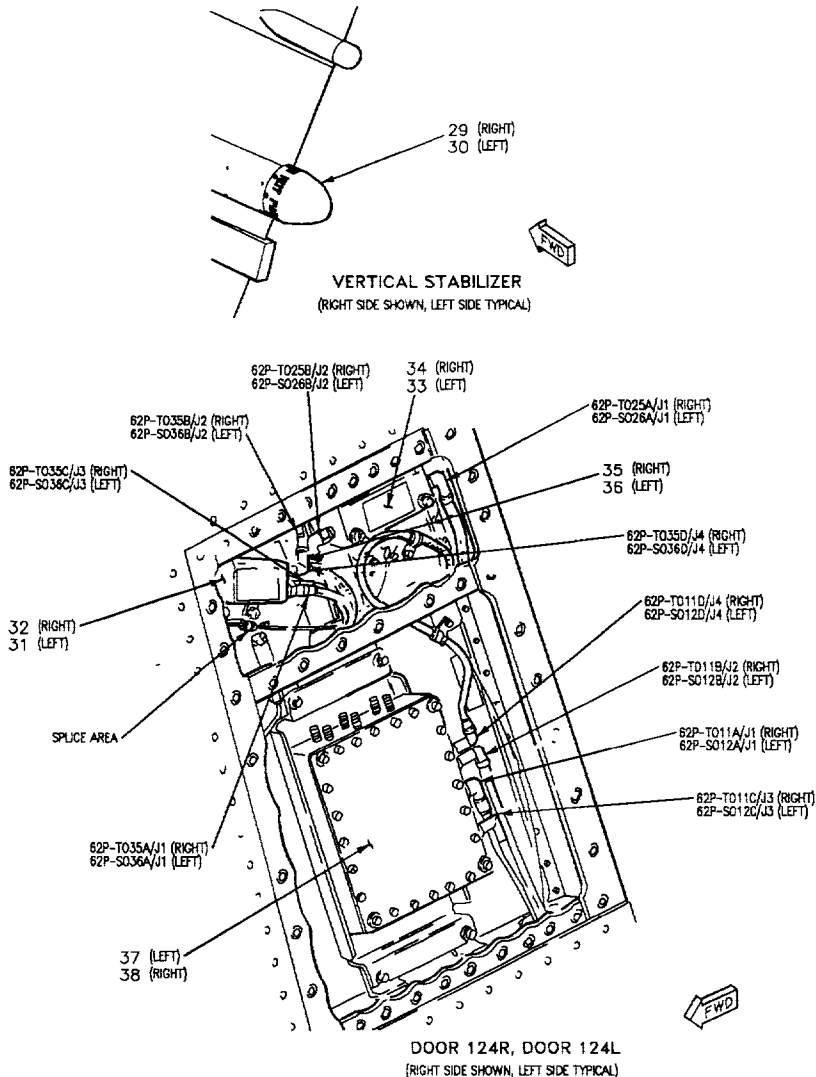 29 (RIGHT)
30 (LEFT)
FWD
VERTICAL STABILIZER
(RIGHT SIDE SHOWN, LEFT SIDE TYPICAL)
62P-T025B/J2 (RIGHT)
62P-S026B/J2 (LEFT)
34 (RIGHT)
33 (LEFT)
62P-T035B/J2 (RIGHT)
62P-S036B/J2 (LEFT)
62P-T025A/J1 (RIGHT)
62P-S026A/J1 (LEFT)
62P-T035C/J3 (RIGHT)
62P-S036C/J3 (LEFT)
35 (RIGHT)
36 (LEFT)
62P-T035D/J4 (RIGHT)
62P-S036D/J4 (LEFT)
62P-T011D/J4 (RIGHT)
62P-S012D/J4 (LEFT)
32 (RIGHT)
31 (LEFT)
62P-T011B/J2 (RIGHT)
62P-S012B/J2 (LEFT)
SPLICE AREA
62P-T011A/J1 (RIGHT)
62P-S012A/J1 (LEFT)
62P-T011C/J3 (RIGHT)
62P-S012C/J3 (LEFT)
62P-T035A/J1 (RIGHT)
62P-S036A/J1 (LEFT)
37 (LEFT)
38 (RIGHT)
FWD
DOOR 124R, DOOR 124L
(RIGHT SIDE SHOWN, LEFT SIDE TYPICAL)